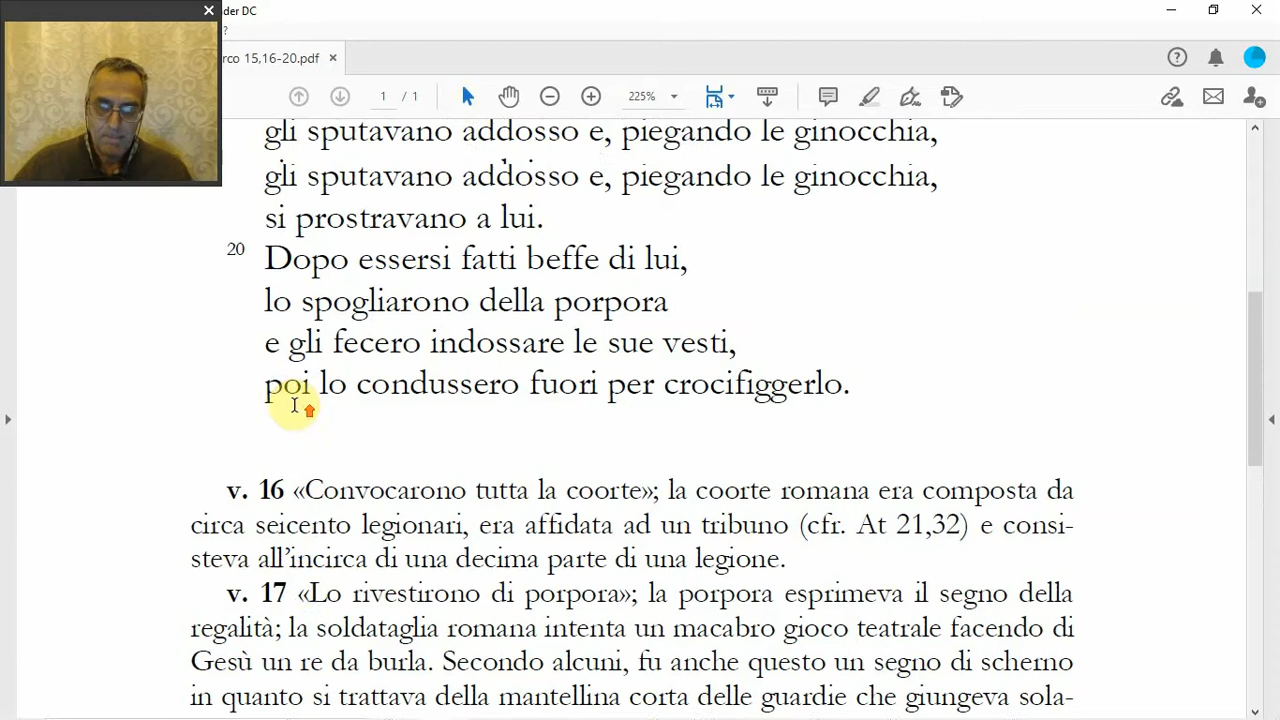 der DC
?
rco 15,16-20.pdf
1 / 1
225%
gli sputavano addosso e, piegando le ginocchia,
gli sputavano addosso e, piegando le ginocchia,
si prostravano a lui.
20 Dopo essersi fatti beffe di lui,
lo spogliarono della porpora
e gli fecero indossare le sue vesti,
poi lo condussero fuori per crocifiggerlo.
v. 16 «Convocarono tutta la coorte»; la coorte romana era composta da
circa seicento legionari, era affidata ad un tribuno (cfr. At 21,32) e consi-
steva all’incirca di una decima parte di una legione.
v. 17 «Lo rivestirono di porpora»; la porpora esprimeva il segno della
regalità; la soldataglia romana intenta un macabro gioco teatrale facendo di
Gesù un re da burla. Secondo alcuni, fu anche questo un segno di scherno
in quanto si trattava della mantellina corta delle guardie che giungeva sola-